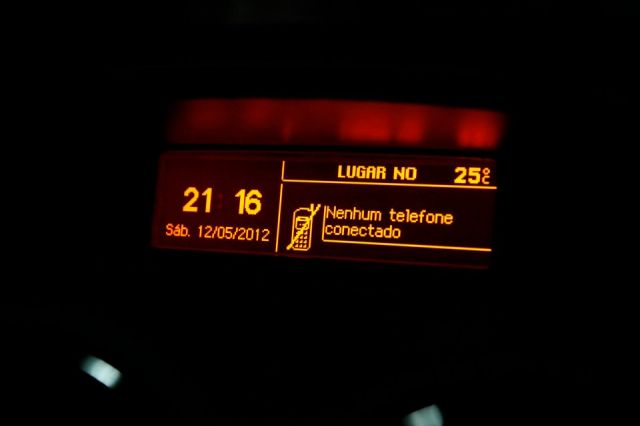 LUGAR NO 25°C
21:16
Sáb. 12/05/2012
Nenhum telefone
conectado